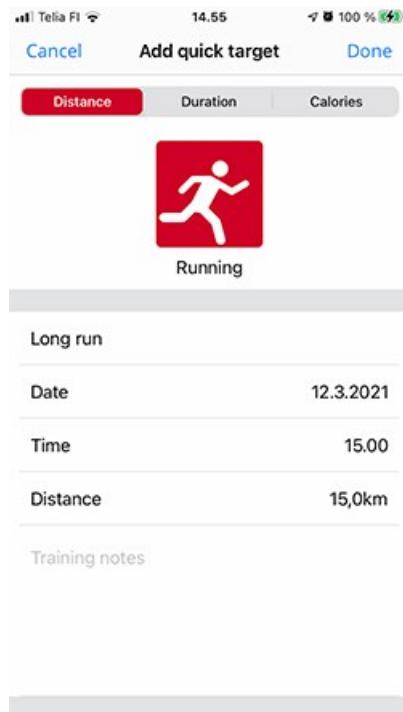 Telia FI 14.55 100 %
Cancel Add quick target Done
Distance Duration Calories
Running
Long run
Date 12.3.2021
Time 15.00
Distance 15,0km
Training notes